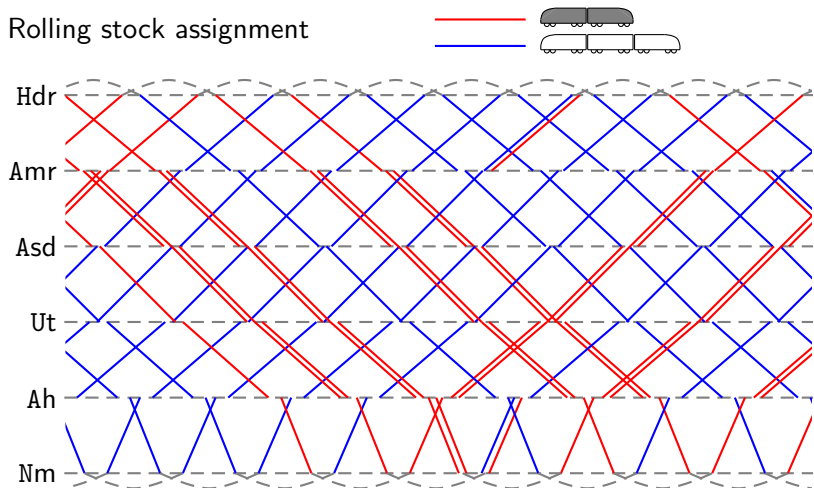 Rolling stock assignment
Hdr
Amr
Asd
Ut
Ah
Nm